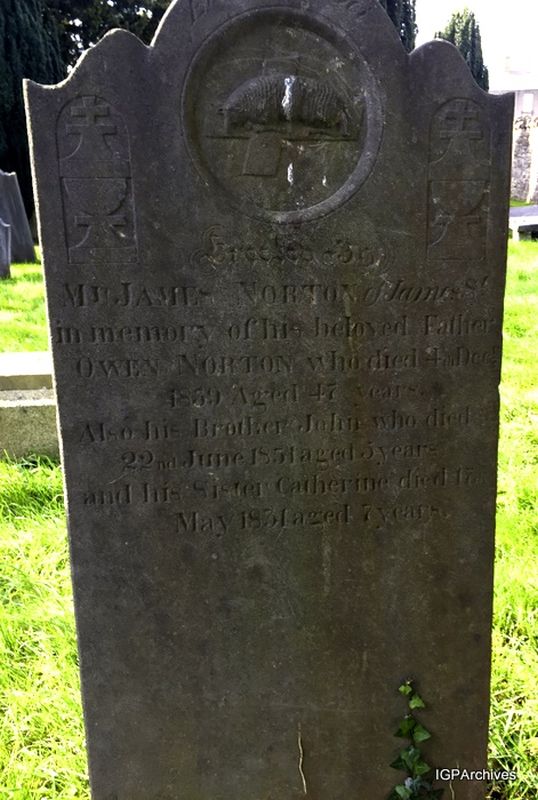 Erected By
Mr. JAMES NORTON of James St.
in memory of his beloved Father
OWEN NORTON who died 4th Decr.
1839 Aged 47 years.
Also his Brother John who died
22nd June 1831 aged 5 years
and his Sister Catherine died 15th
May 1831 aged 7 years.
IGPArchives